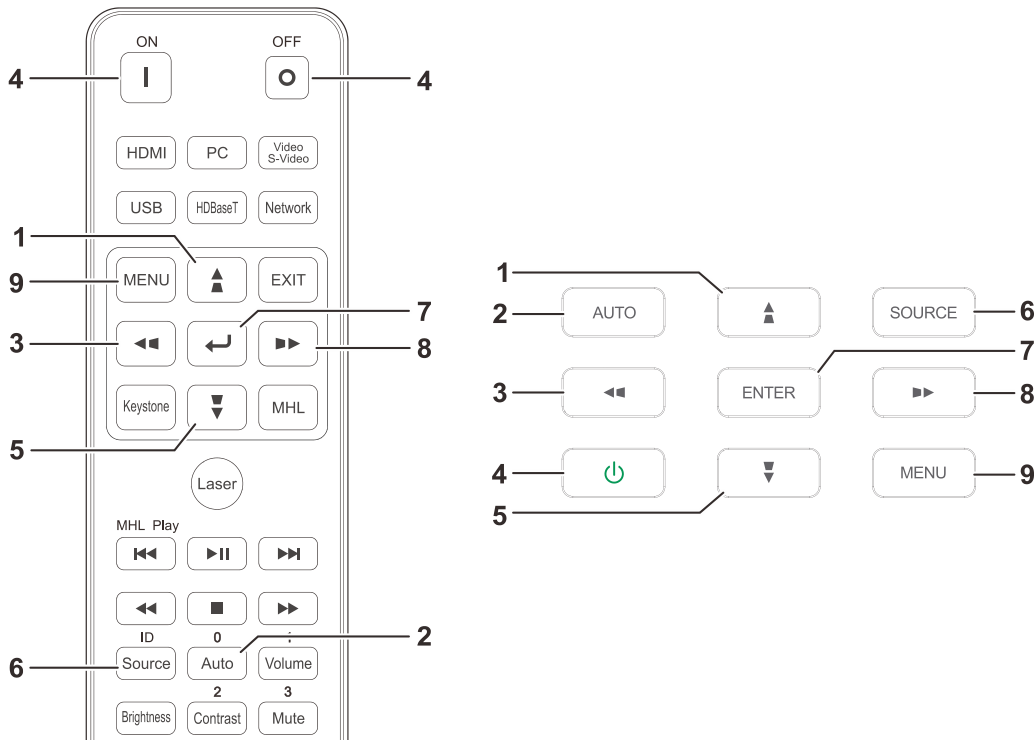 ON OFF
4 4
HDMI PC Video S-Video
USB HDBaseT Network
1
9 MENU EXIT
7
3
8
Keystone MHL
5
Laser
MHL Play
ID 0
2
6 Source Auto Volume
2 3
Brightness Contrast Mute
1
2 AUTO SOURCE 6
7
3 ENTER 8
4 MENU 9
5